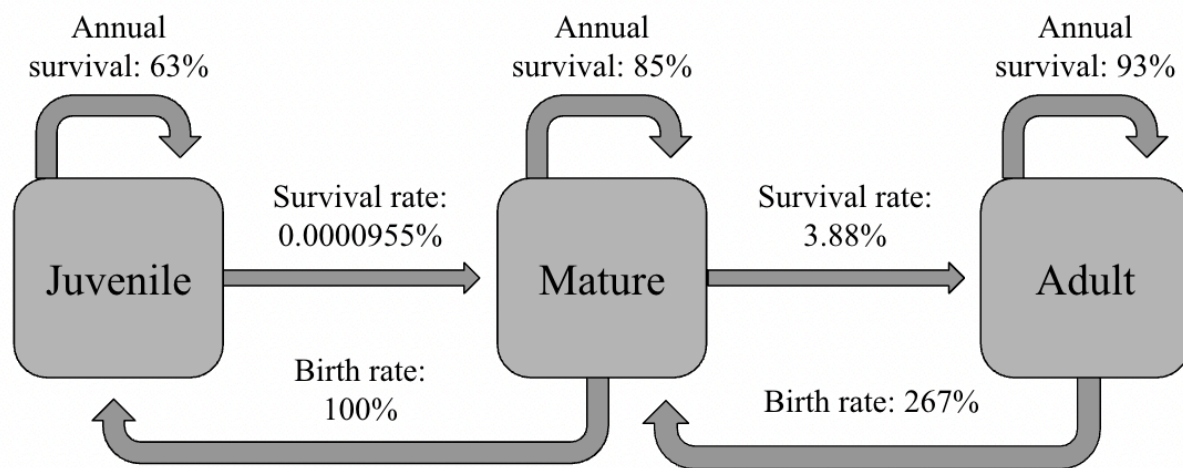 Annual
survival: 63%
Annual
survival: 85%
Annual
survival: 93%
Survival rate:
0.0000955%
Survival rate:
3.88%
Juvenile
Mature
Adult
Birth rate:
100%
Birth rate: 267%